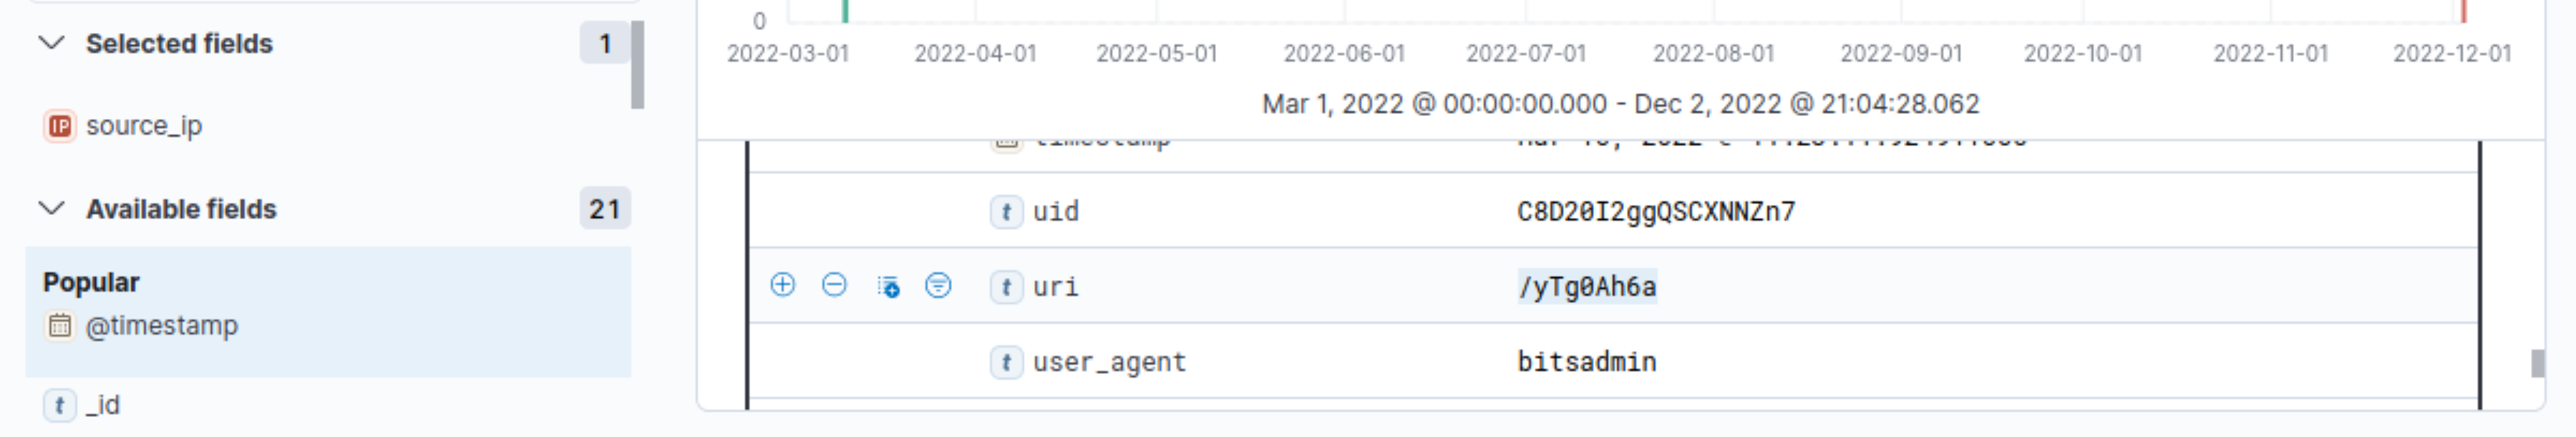 Selected fields 1
source_ip
Available fields 21
Popular
@timestamp
_id
0
2022-03-01 2022-04-01 2022-05-01 2022-06-01 2022-07-01 2022-08-01 2022-09-01 2022-10-01 2022-11-01 2022-12-01
Mar 1, 2022 @ 00:00:00.000 - Dec 2, 2022 @ 21:04:28.062
timestamp
t uid C8D20I2ggQSCXNNZn7
t uri /yTg0Ah6a
t user_agent bitsadmin